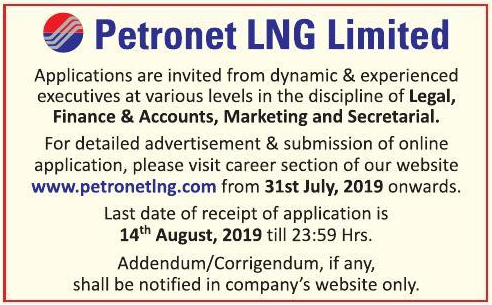 Petronet LNG Limited
Applications are invited from dynamic & experienced
executives at various levels in the discipline of Legal,
Finance & Accounts, Marketing and Secretarial.
For detailed advertisement & submission of online
application, please visit career section of our website
www.petronetlng.com from 31st July, 2019 onwards.
Last date of receipt of application is
14th August, 2019 till 23:59 Hrs.
Addendum/Corrigendum, if any,
shall be notified in company's website only.